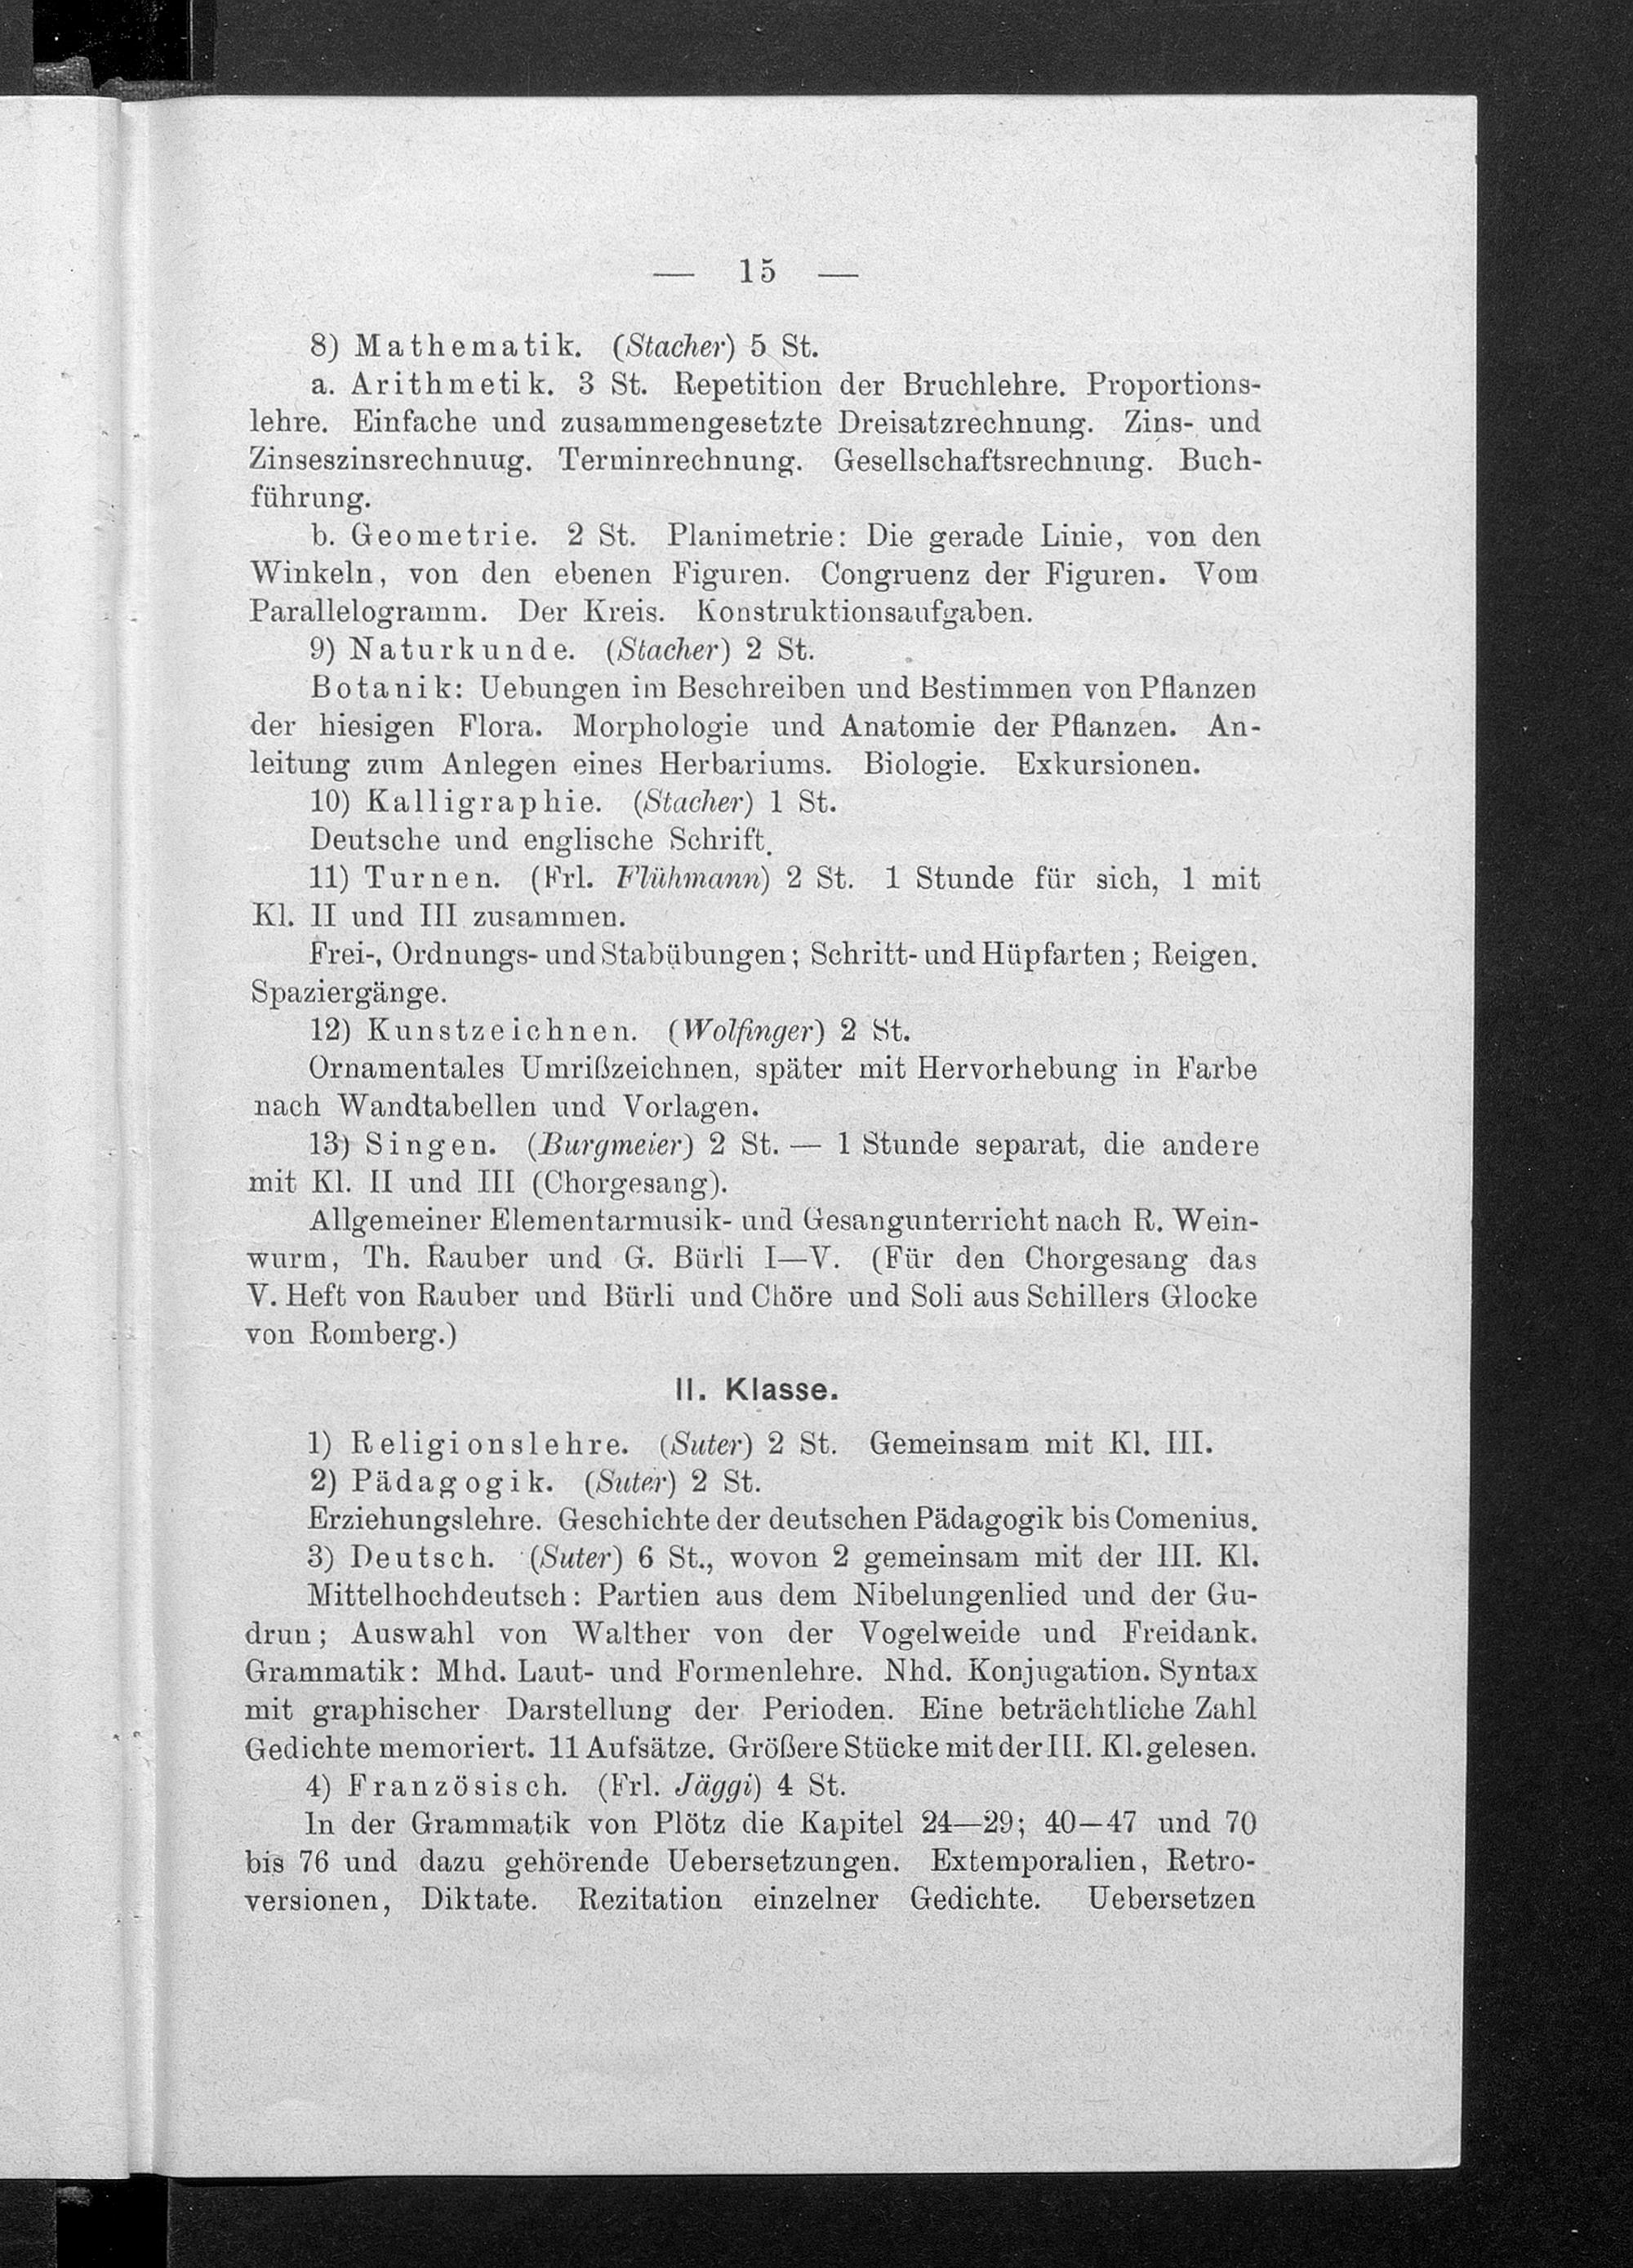 — 15 —
8) Mathematik. (Stacher) 5 St.
a. Arithmetik. 3 St. Repetition der Bruchlehre. Proportions-
lehre. Einfache und zusammengesetzte Dreisatzrechnung. Zins- und
Zinseszinsrechnuug. Terminrechnung. Gesellschaftsrechnung. Buch-
führung.
b. Geometrie. 2 St. Planimetrie: Die gerade Linie, von den
Winkeln, von den ebenen Figuren. Congruenz der Figuren. Vom
Parallelogramm. Der Kreis. Konstruktionsaufgaben.
9) Naturkunde. (Stacher) 2 St.
Botanik: Uebungen im Beschreiben und Bestimmen von Pflanzen
der hiesigen Flora. Morphologie und Anatomie der Pflanzen. An-
leitung zum Anlegen eines Herbariums. Biologie. Exkursionen.
10) Kalligraphie. (Stacher) 1 St.
Deutsche und englische Schrift.
11) Turnen. (Frl. Flühmann) 2 St. 1 Stunde für sich, 1 mit
Kl. II und III zusammen.
Frei-, Ordnungs- und Stabübungen; Schritt- und Hüpfarten; Reigen.
Spaziergänge.
12) Kunstzeichnen. (Wolfinger) 2 St.
Ornamentales Umrißzeichnen, später mit Hervorhebung in Farbe
nach Wandtabellen und Vorlagen.
13) Singen. (Burgmeier) 2 St. — 1 Stunde separat, die andere
mit Kl. II und III (Chorgesang).
Allgemeiner Elementarmusik- und Gesangunterricht nach R. Wein-
wurm, Th. Rauber und G. Bürli I—V. (Für den Chorgesang das
V. Heft von Rauber und Bürli und Chöre und Soli aus Schillers Glocke
von Romberg.)
II. Klasse.
1) Religionslehre. (Suter) 2 St. Gemeinsam mit Kl. III.
2) Pädagogik. (Suter) 2 St.
Erziehungslehre. Geschichte der deutschen Pädagogik bis Comenius.
3) Deutsch. (Suter) 6 St., wovon 2 gemeinsam mit der III. Kl.
Mittelhochdeutsch: Partien aus dem Nibelungenlied und der Gu-
drun; Auswahl von Walther von der Vogelweide und Freidank.
Grammatik: Mhd. Laut- und Formenlehre. Nhd. Konjugation. Syntax
mit graphischer Darstellung der Perioden. Eine beträchtliche Zahl
Gedichte memoriert. 11 Aufsätze. Größere Stücke mit der III. Kl. gelesen.
4) Französisch. (Frl. Jäggi) 4 St.
In der Grammatik von Plötz die Kapitel 24—29; 40—47 und 70
bis 76 und dazu gehörende Uebersetzungen. Extemporalien, Retro-
versionen, Diktate. Rezitation einzelner Gedichte. Uebersetzen